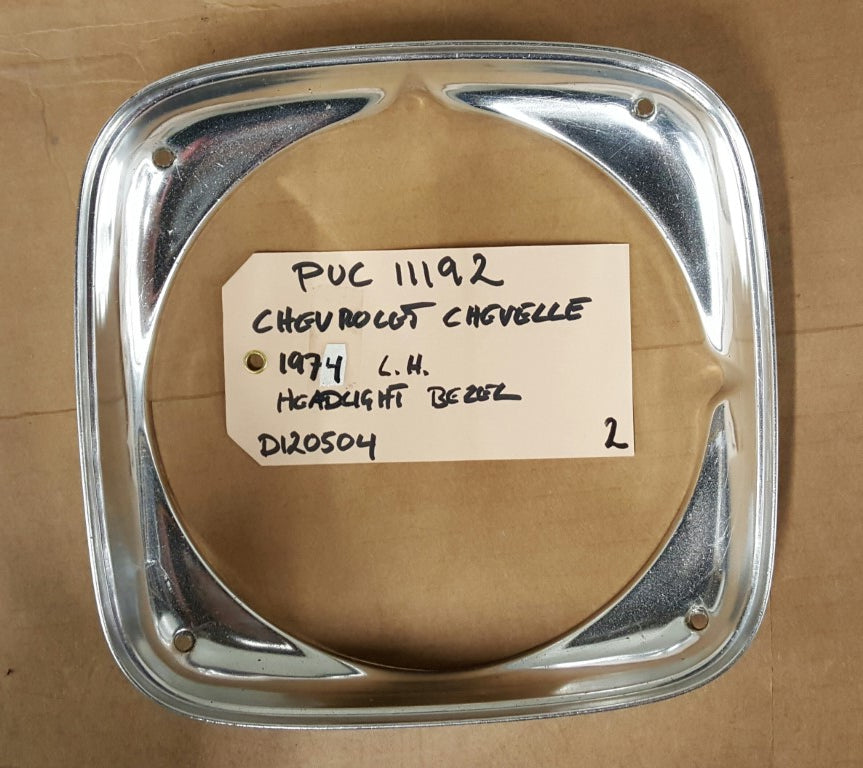 PUC 11192
CHEVROLET CHEVELLE
1974 L.H.
HEADLIGHT BEZEL
D120504 2